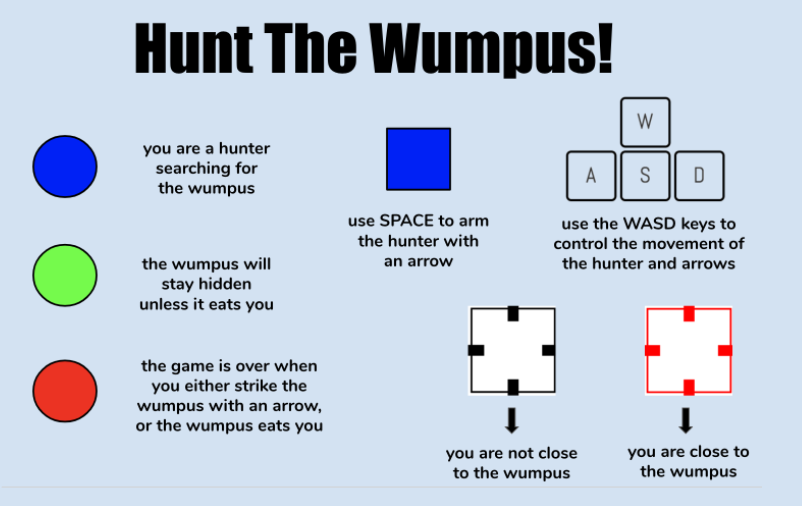 Hunt The Wumpus!
you are a hunter
searching for
the wumpus
the wumpus will
stay hidden
unless it eats you
the game is over when
you either strike the
wumpus with an arrow,
or the wumpus eats you
use SPACE to arm
the hunter with
an arrow
W
A S D
use the WASD keys to
control the movement of
the hunter and arrows
you are not close
to the wumpus
you are close to
the wumpus